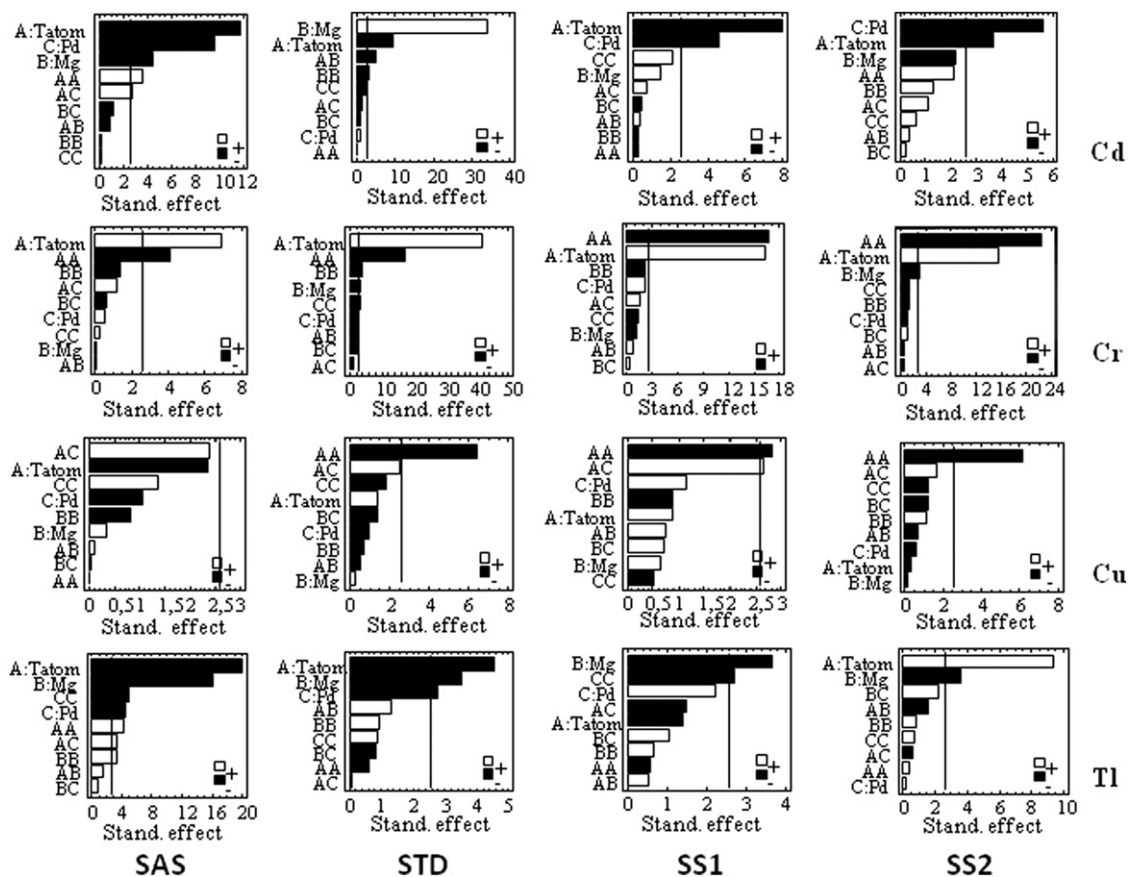 A:Tatom
C:Pd
B:Mg
AA
AC
BC
AB
BB
CC
0 2 4 6 8 10 12
Stand. effect
+
-
B:Mg
A:Tatom
AB
BB
CC
AC
BC
C:Pd
AA
0 10 20 30 40
Stand. effect
+
-
A:Tatom
C:Pd
CC
B:Mg
AC
BC
AB
BB
AA
0 2 4 6 8
Stand. effect
+
-
C:Pd
A:Tatom
B:Mg
AA
BB
AC
CC
AB
BC
0 1 2 3 4 5 6
Stand. effect
+
-
Cd
A:Tatom
AA
BB
AC
BC
C:Pd
CC
B:Mg
AB
0 2 4 6 8
Stand. effect
+
-
A:Tatom
AA
BB
B:Mg
CC
C:Pd
AB
BC
AC
0 10 20 30 40 50
Stand. effect
+
-
AA
A:Tatom
BB
C:Pd
AC
CC
B:Mg
AB
BC
0 3 6 9 12 15 18
Stand. effect
+
-
AA
A:Tatom
B:Mg
CC
BB
C:Pd
BC
AB
AC
0 4 8 12 16 20 24
Stand. effect
+
-
Cr
AC
A:Tatom
CC
C:Pd
BB
B:Mg
AB
BC
AA
0 0,51 1,52 2,53
Stand. effect
+
-
AA
AC
CC
A:Tatom
BC
C:Pd
BB
AB
B:Mg
0 2 4 6 8
Stand. effect
+
-
AA
AC
C:Pd
BB
A:Tatom
AB
BC
B:Mg
CC
0 0,51 1,52 2,53
Stand. effect
+
-
AA
AC
CC
BC
BB
AB
C:Pd
A:Tatom
B:Mg
0 2 4 6 8
Stand. effect
+
-
Cu
A:Tatom
B:Mg
CC
C:Pd
AA
AC
BB
AB
BC
0 4 8 12 16 20
Stand. effect
+
-
A:Tatom
B:Mg
C:Pd
AB
BB
CC
BC
AA
AC
0 1 2 3 4 5
Stand. effect
+
-
B:Mg
CC
C:Pd
AC
A:Tatom
BC
BB
AA
AB
0 1 2 3 4
Stand. effect
+
-
A:Tatom
B:Mg
BC
AB
BB
CC
AC
AA
C:Pd
0 2 4 6 8 10
Stand. effect
+
-
Tl
SAS STD SS1 SS2